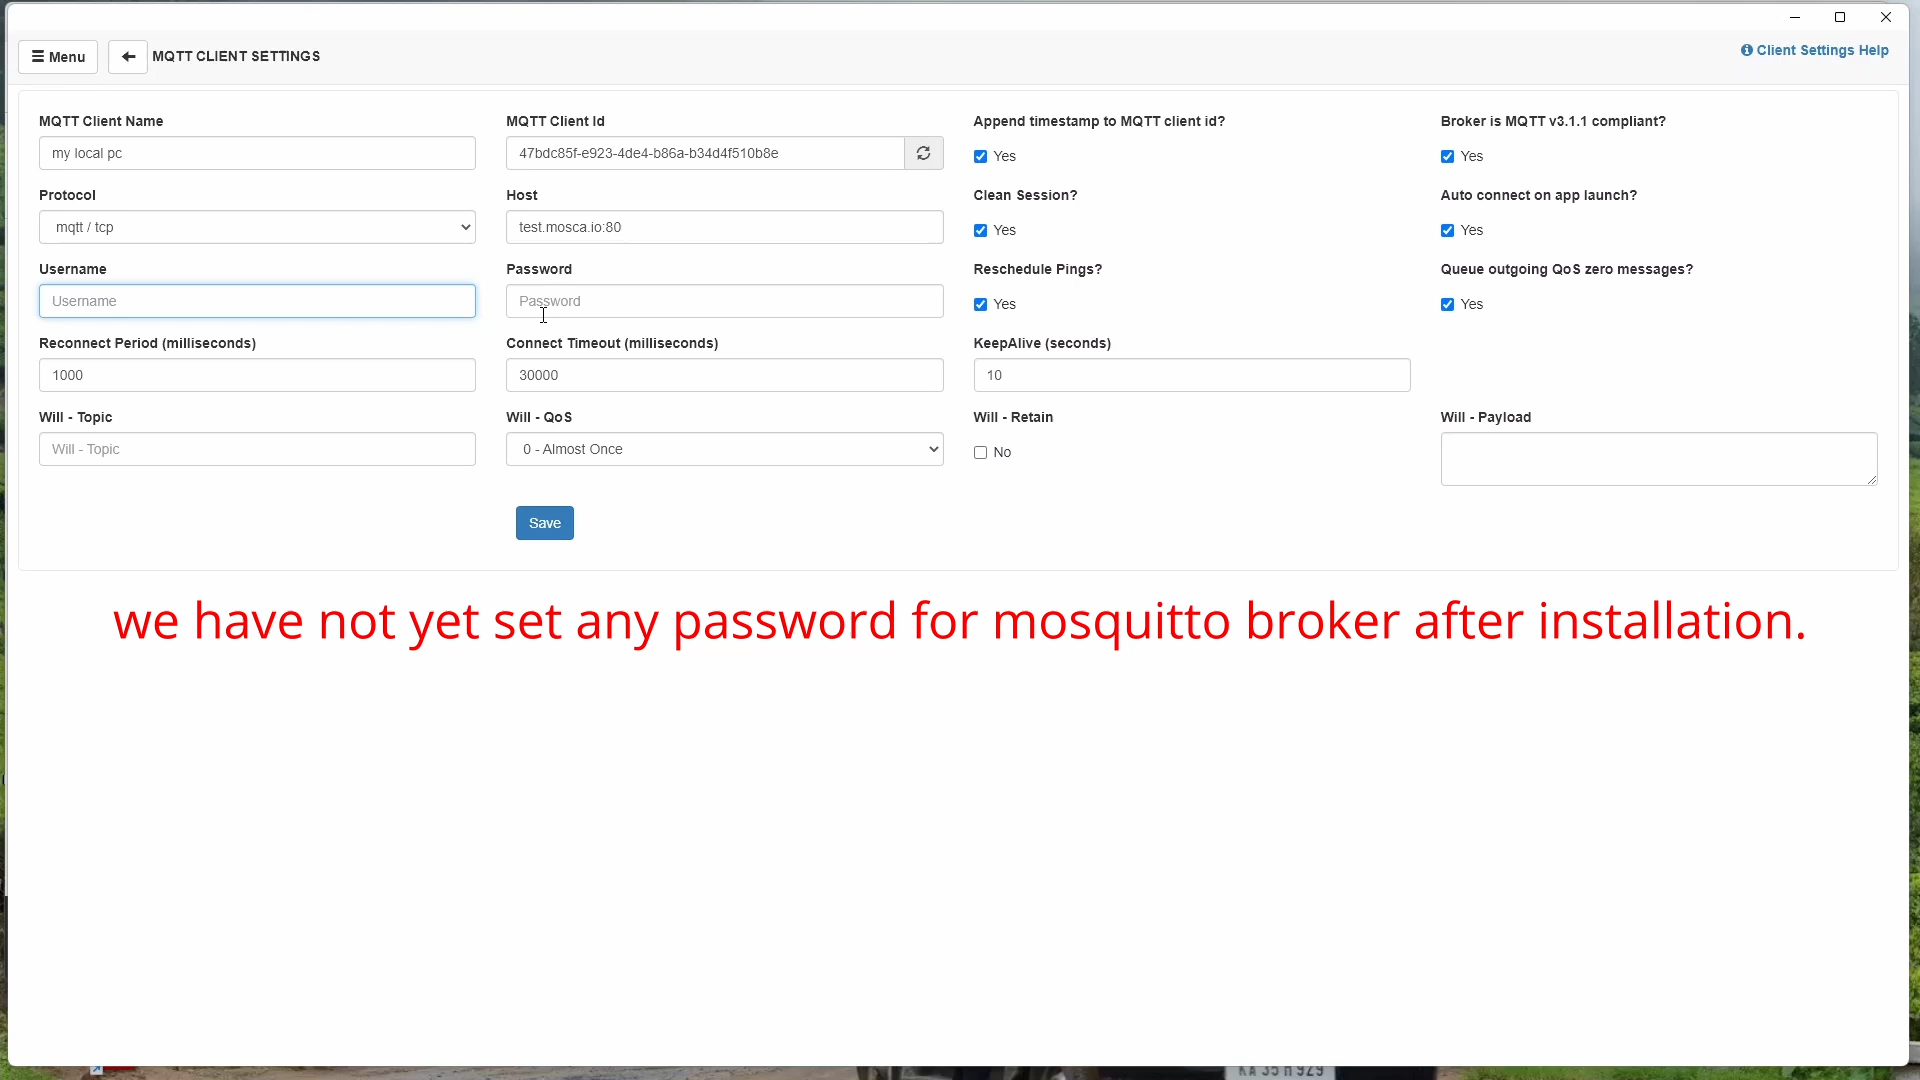 Menu
MQTT CLIENT SETTINGS
Client Settings Help
MQTT Client Name
MQTT Client Id
Append timestamp to MQTT client id?
Broker is MQTT v3.1.1 compliant?
my local pc
47bdc85f-e923-4de4-b86a-b34d4f510b8e
Yes
Yes
Protocol
Host
Clean Session?
Auto connect on app launch?
mqtt / tcp
test.mosca.io:80
Yes
Yes
Username
Password
Reschedule Pings?
Queue outgoing QoS zero messages?
Username
Password
Yes
Yes
Reconnect Period (milliseconds)
Connect Timeout (milliseconds)
KeepAlive (seconds)
1000
30000
10
Will - Topic
Will - QoS
Will - Retain
Will - Payload
Will - Topic
0 - Almost Once
No
Save
we have not yet set any password for mosquitto broker after installation.